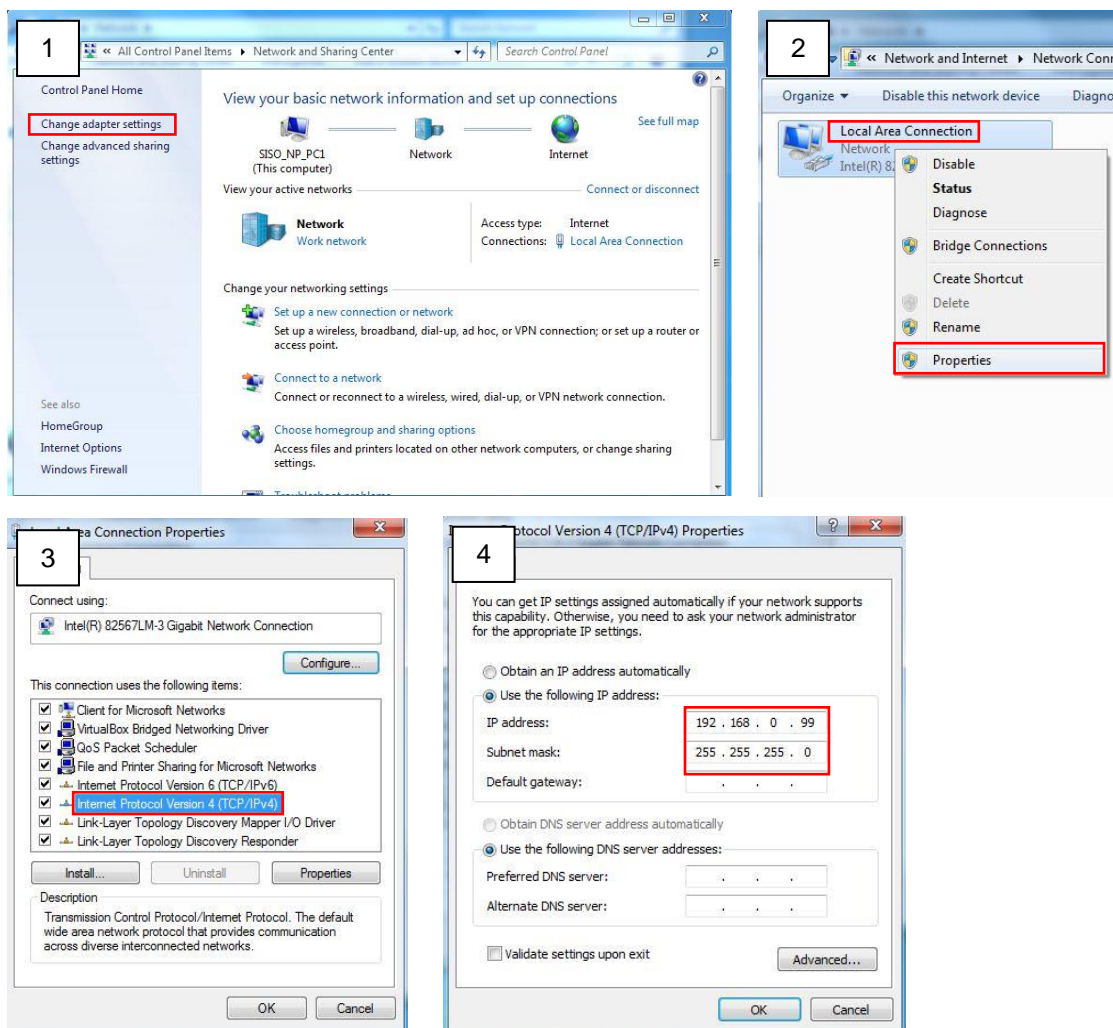 1
« All Control Panel Items ▸ Network and Sharing Center
Search Control Panel
Control Panel Home
Change adapter settings
Change advanced sharing
settings
See also
HomeGroup
Internet Options
Windows Firewall
View your basic network information and set up connections
See full map
SISO_NP_PC1
(This computer)
Network
Internet
View your active networks
Connect or disconnect
Network
Work network
Access type: Internet
Connections: Local Area Connection
Change your networking settings
Set up a new connection or network
Set up a wireless, broadband, dial-up, ad hoc, or VPN connection; or set up a router or
access point.
Connect to a network
Connect or reconnect to a wireless, wired, dial-up, or VPN network connection.
Choose homegroup and sharing options
Access files and printers located on other network computers, or change sharing
settings.
2
« Network and Internet ▸ Network Conn
Organize Disable this network device Diagno
Local Area Connection
Network
Intel(R) 82
Disable
Status
Diagnose
Bridge Connections
Create Shortcut
Delete
Rename
Properties
3
ea Connection Properties
Connect using:
Intel(R) 82567LM-3 Gigabit Network Connection
Configure...
This connection uses the following items:
Client for Microsoft Networks
VirtualBox Bridged Networking Driver
QoS Packet Scheduler
File and Printer Sharing for Microsoft Networks
Internet Protocol Version 6 (TCP/IPv6)
Internet Protocol Version 4 (TCP/IPv4)
Link-Layer Topology Discovery Mapper I/O Driver
Link-Layer Topology Discovery Responder
Install... Uninstall Properties
Description
Transmission Control Protocol/Internet Protocol. The default
wide area network protocol that provides communication
across diverse interconnected networks.
OK Cancel
4
otocol Version 4 (TCP/IPv4) Properties
You can get IP settings assigned automatically if your network supports
this capability. Otherwise, you need to ask your network administrator
for the appropriate IP settings.
Obtain an IP address automatically
Use the following IP address:
IP address: 192 . 168 . 0 . 99
Subnet mask: 255 . 255 . 255 . 0
Default gateway: . . .
Obtain DNS server address automatically
Use the following DNS server addresses:
Preferred DNS server: . . .
Alternate DNS server: . . .
Validate settings upon exit
Advanced...
OK Cancel